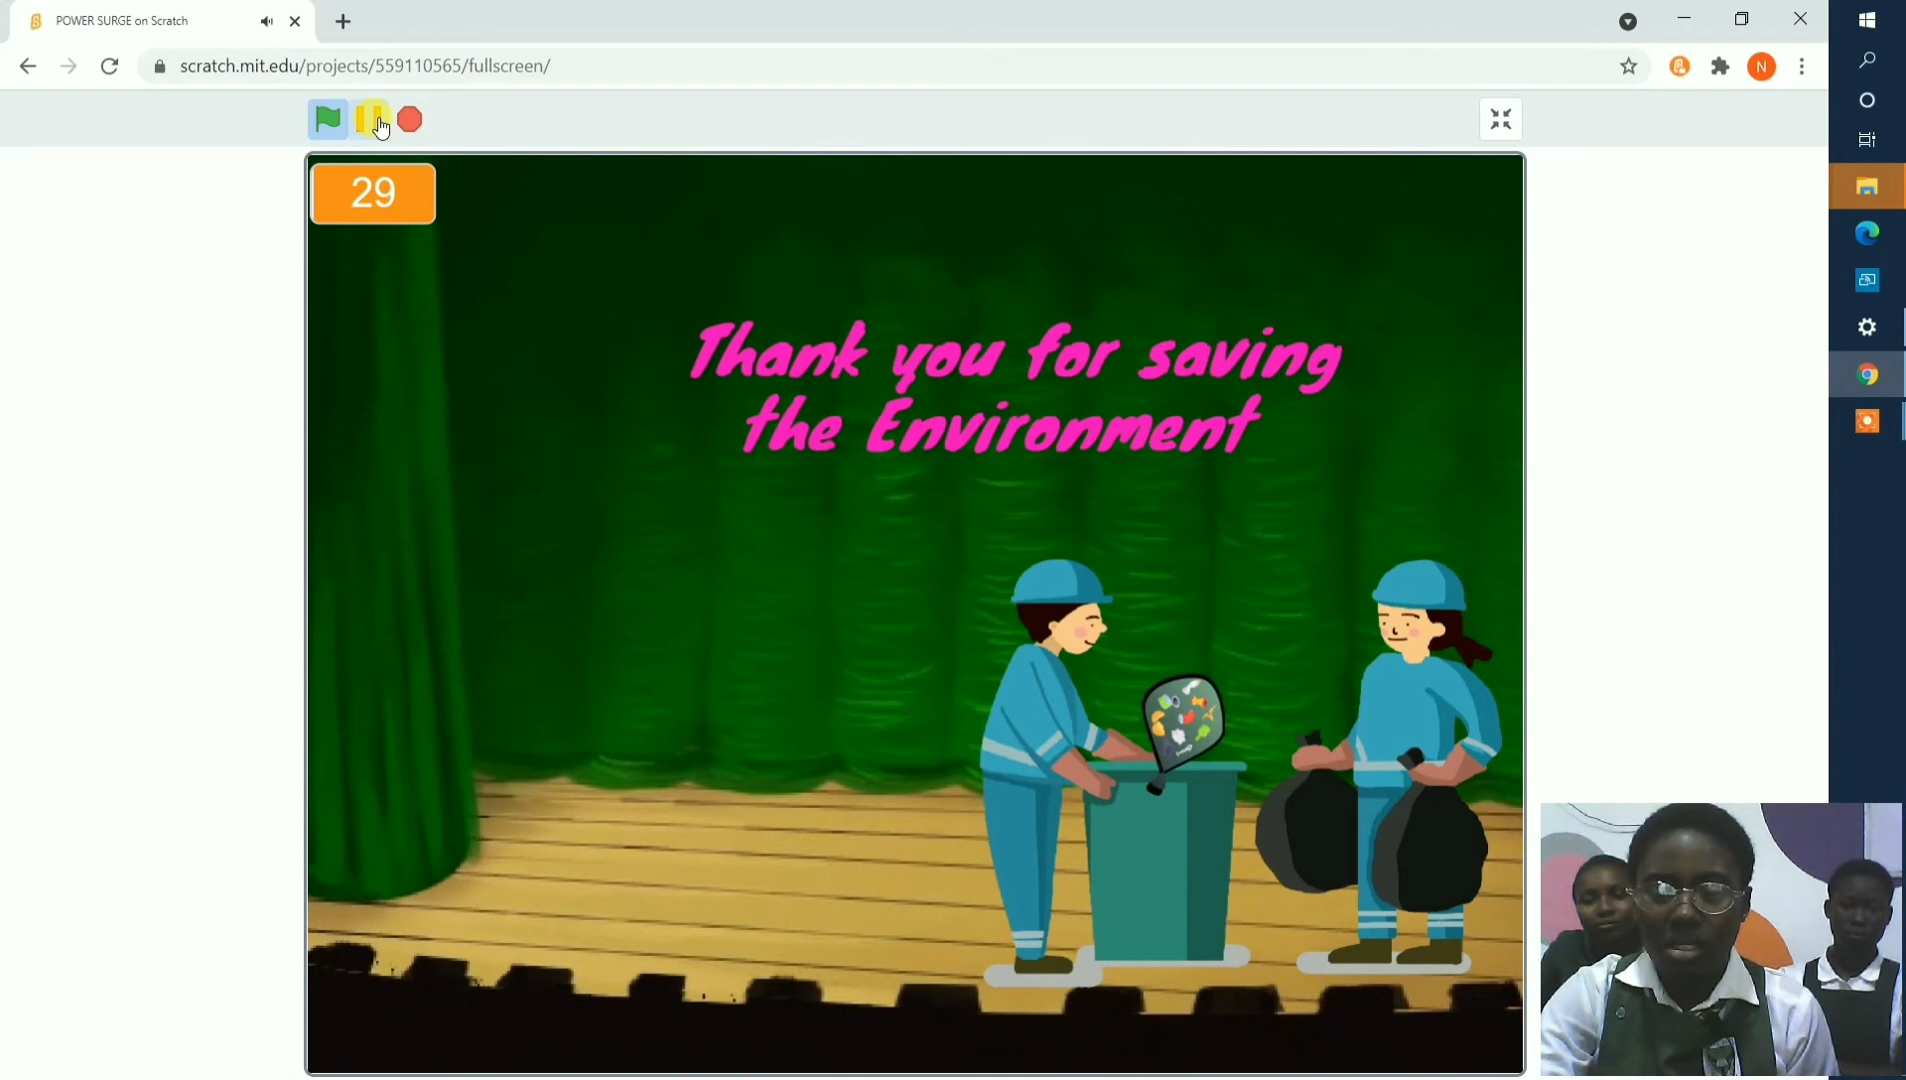 POWER SURGE on Scratch
scratch.mit.edu/projects/559110565/fullscreen/
N
29
Thank you for saving
the Environment